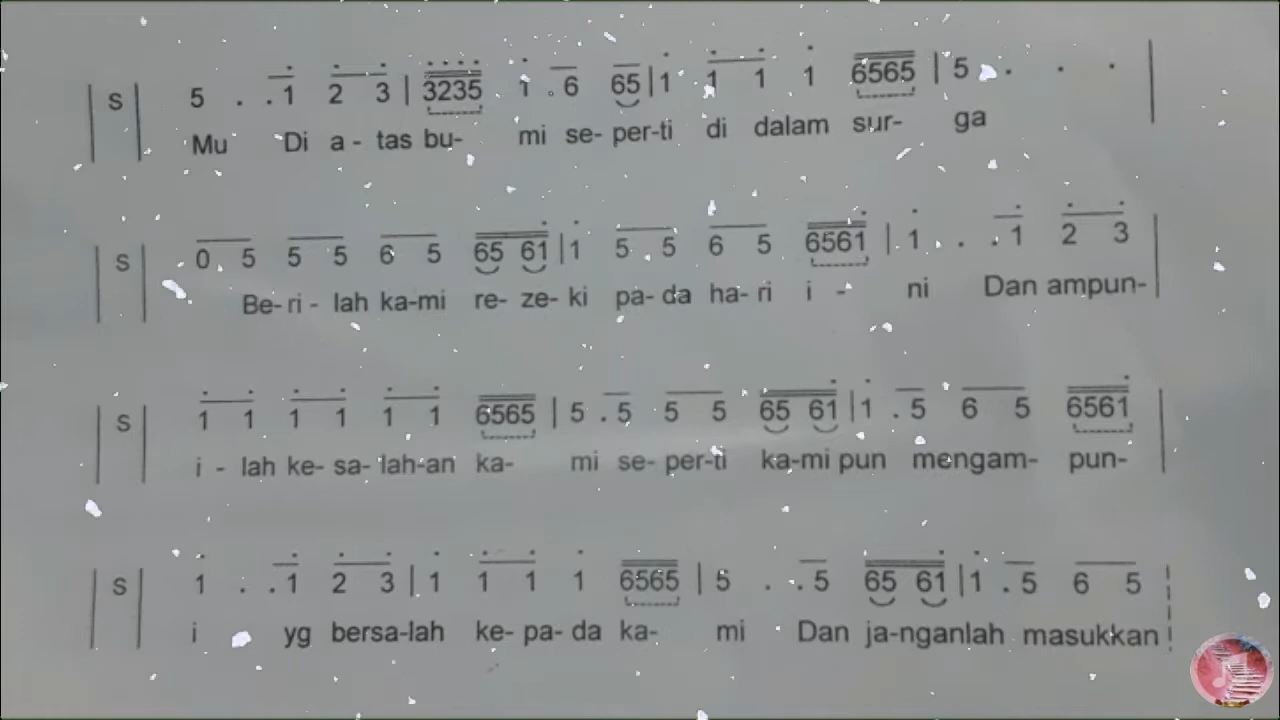 S 5 . .1̇ 2̇ 3̇ | 3̇2̇3̇5̇ 1̇ . 6 65 | 1̇ 1̇ 1̇ 1̇ 6565 | 5 . . . |
Mu Di a - tas bu- mi se- per-ti di dalam sur- ga
S 0 5 5 5 6 5 65 61̇ | 1̇ 5 5 6 5 6561̇ | 1̇ . .1̇ 2̇ 3̇ |
Be- ri - lah ka-mi re- ze- ki pa- da ha- ri i - ni Dan ampun-
S 1̇ 1̇ 1̇ 1̇ 1̇ 1̇ 6565 | 5 .5 5 5 65 61̇ | 1̇ .5 6 5 6561̇ |
i - lah ke- sa- lah-an ka- mi se- per-ti ka-mi pun mengam- pun-
S 1̇ . .1̇ 2̇ 3̇ | 1̇ 1̇ 1̇ 1̇ 6565 | 5 . .5 65 61̇ | 1̇ .5 6 5
i yg bersa-lah ke- pa- da ka- mi Dan ja-nganlah masukkan